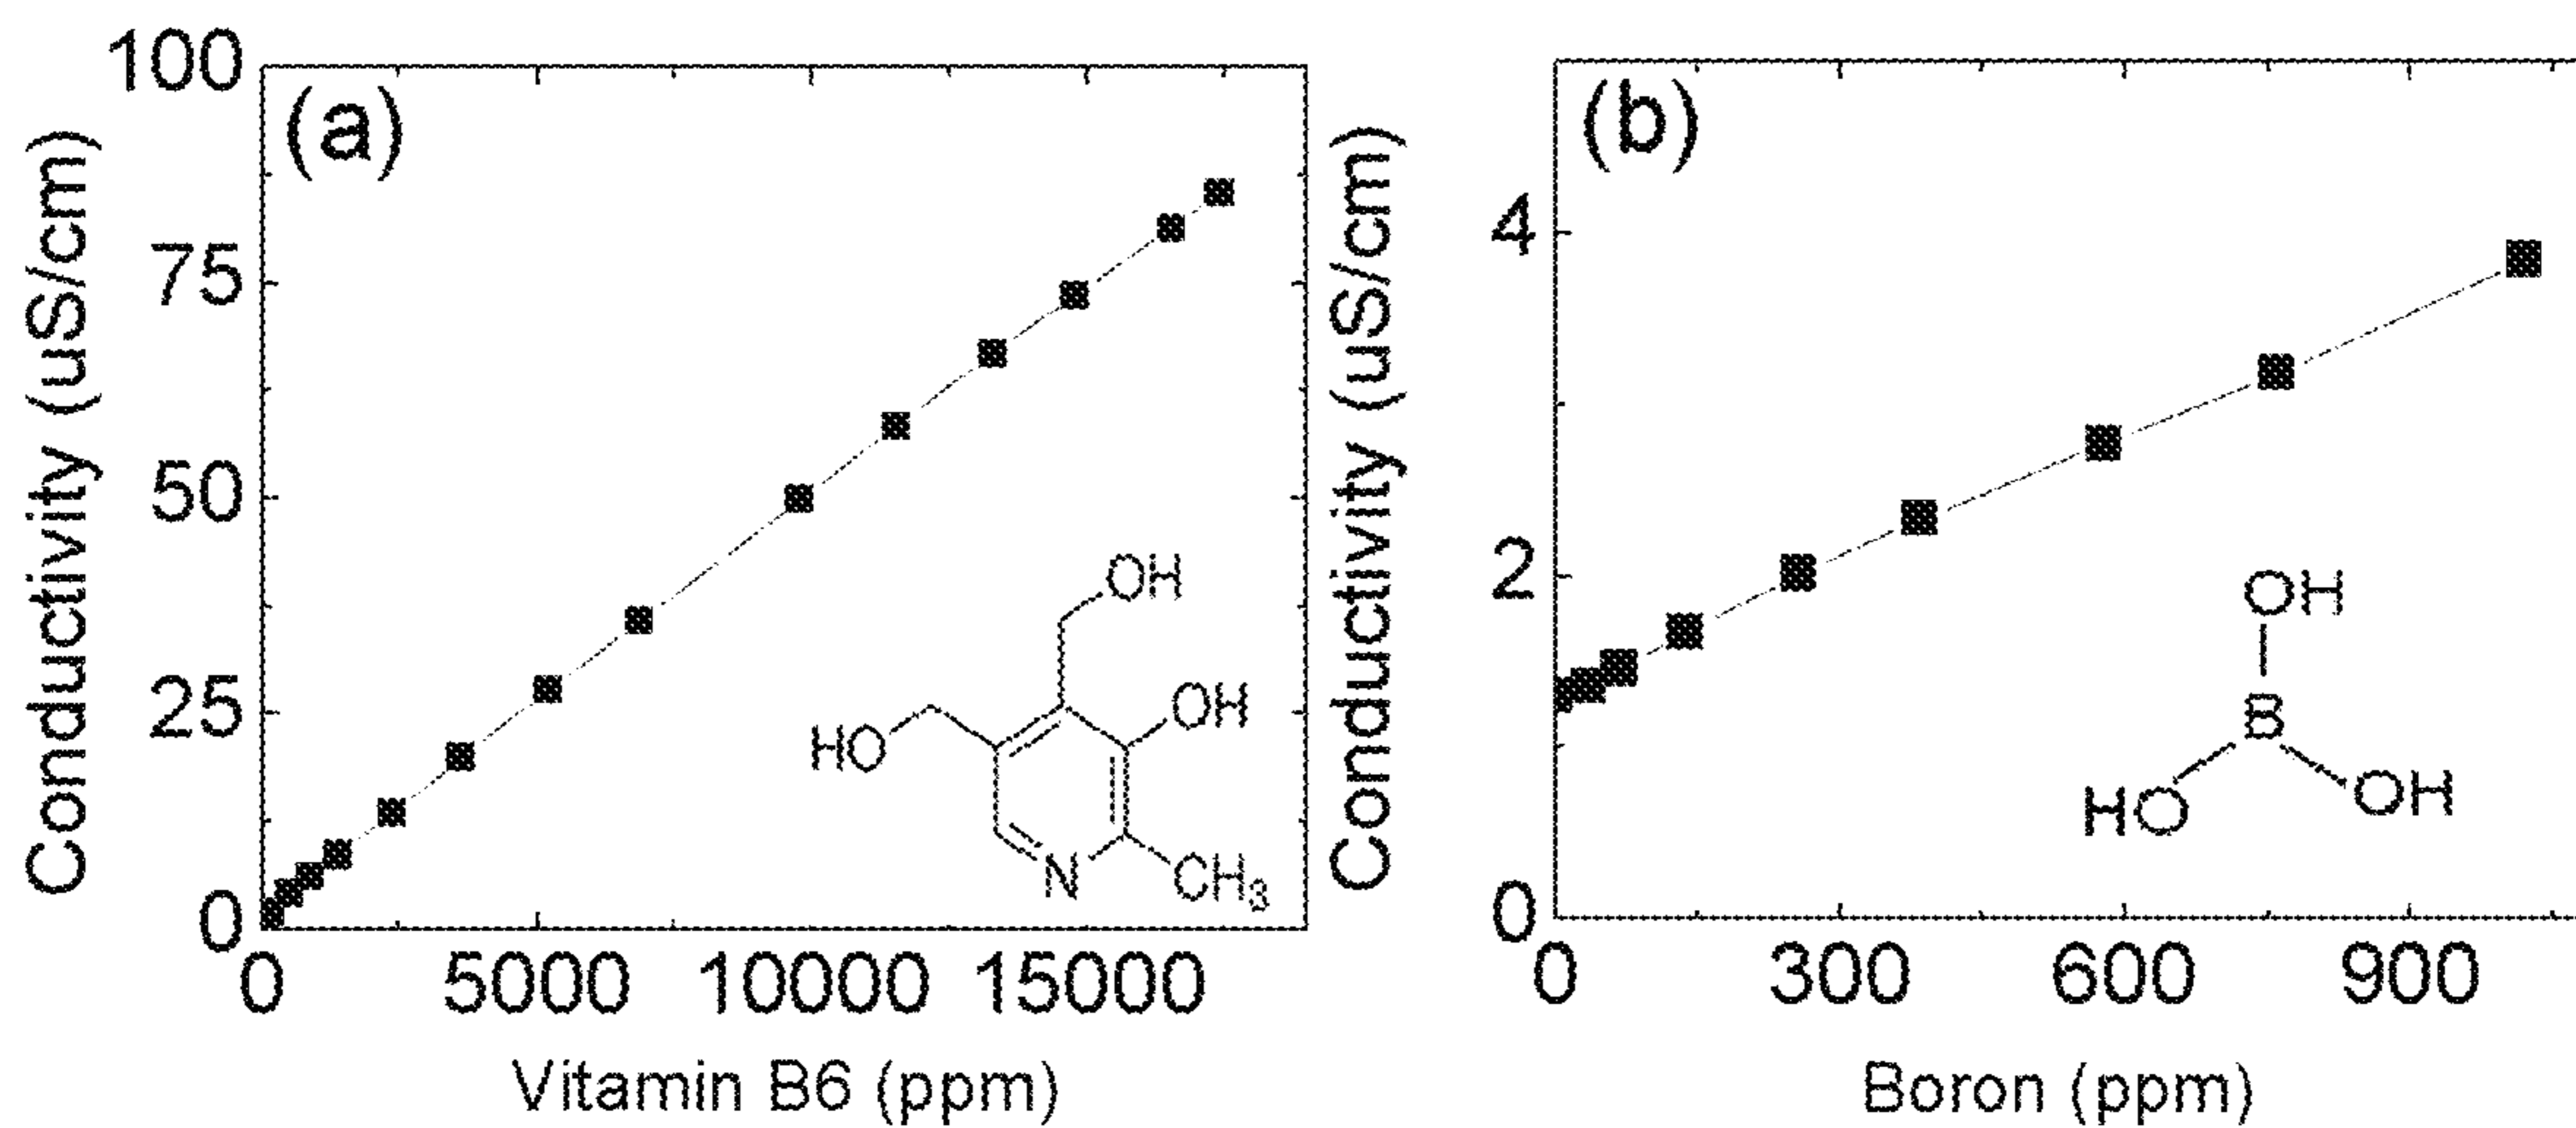 (a)
Conductivity (uS/cm)
100
75
50
25
0
0 5000 10000 15000
Vitamin B6 (ppm)
OH
HO
OH
N
CH3
(b)
Conductivity (uS/cm)
4
2
0
0 300 600 900
Boron (ppm)
OH
B
HO
OH